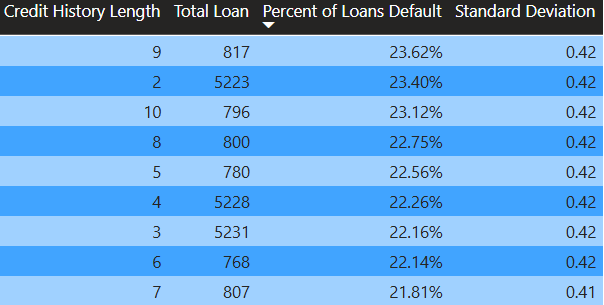 Credit History Length Total Loan Percent of Loans Default Standard Deviation
9 817 23.62% 0.42
2 5223 23.40% 0.42
10 796 23.12% 0.42
8 800 22.75% 0.42
5 780 22.56% 0.42
4 5228 22.26% 0.42
3 5231 22.16% 0.42
6 768 22.14% 0.42
7 807 21.81% 0.41